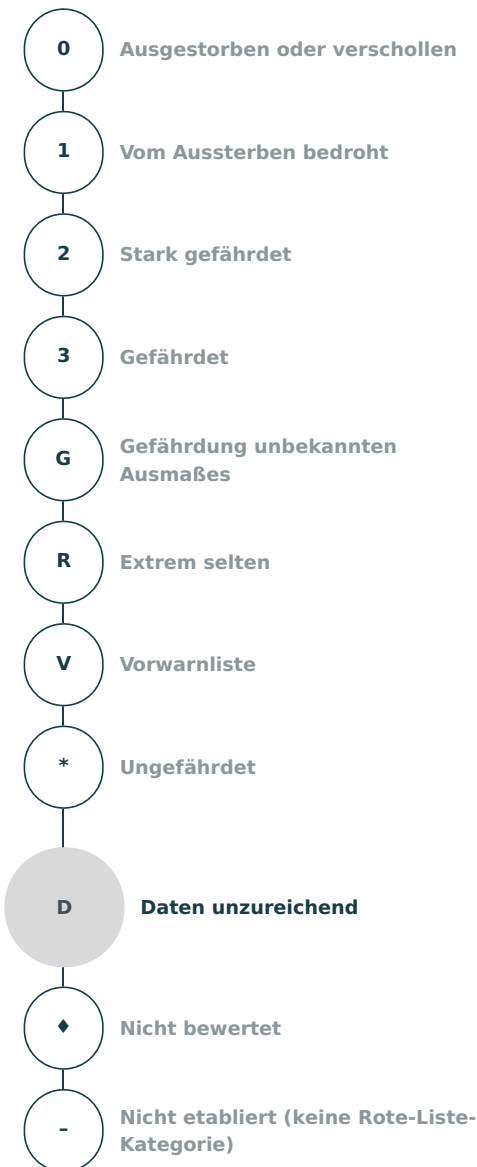 0 Ausgestorben oder verschollen
1 Vom Aussterben bedroht
2 Stark gefährdet
3 Gefährdet
G Gefährdung unbekannten
Ausmaßes
R Extrem selten
V Vorwarnliste
* Ungefährdet
D Daten unzureichend
♦ Nicht bewertet
– Nicht etabliert (keine Rote-Liste-
Kategorie)